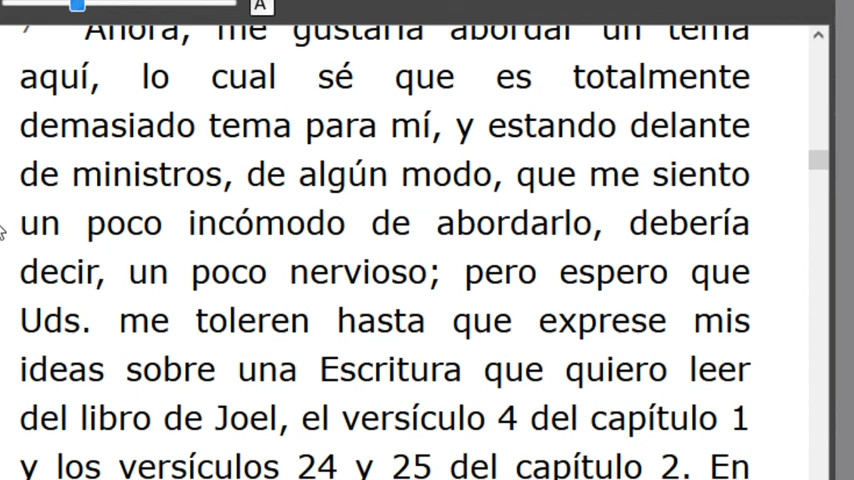 A
7 Ahora, me gustaría abordar un tema
aquí, lo cual sé que es totalmente
demasiado tema para mí, y estando delante
de ministros, de algún modo, que me siento
un poco incómodo de abordarlo, debería
decir, un poco nervioso; pero espero que
Uds. me toleren hasta que exprese mis
ideas sobre una Escritura que quiero leer
del libro de Joel, el versículo 4 del capítulo 1
y los versículos 24 y 25 del capítulo 2. En